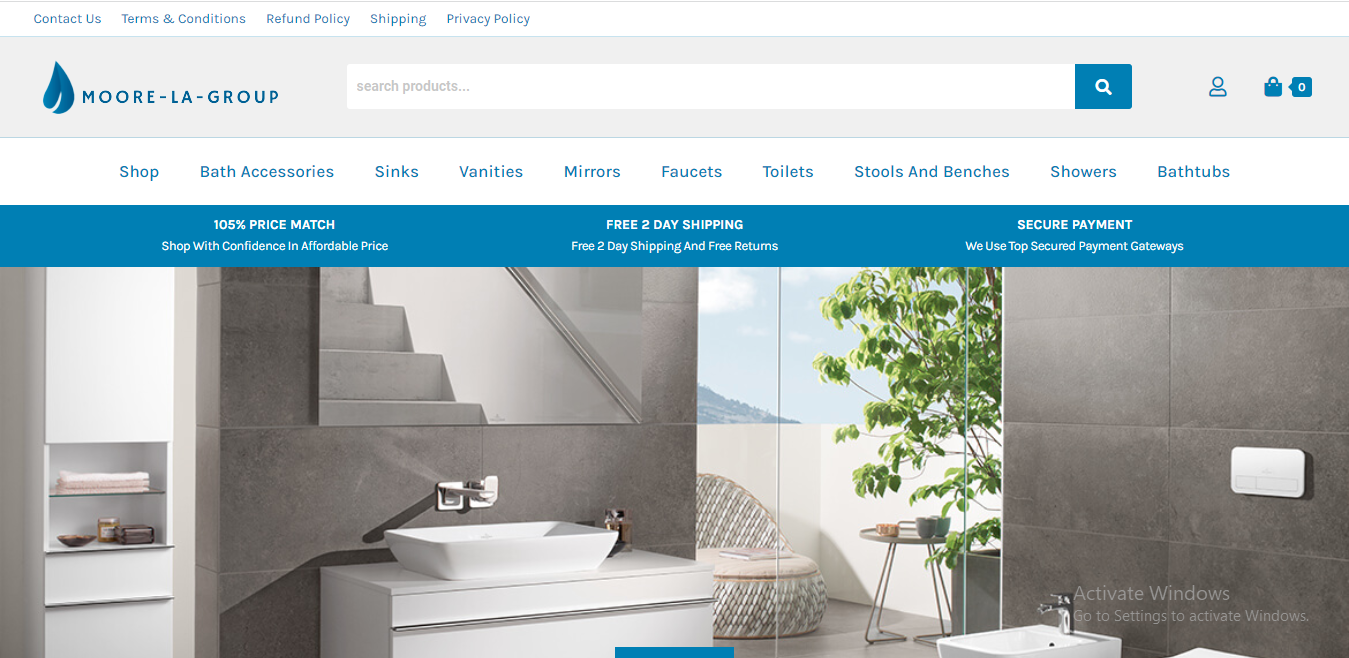 Contact Us Terms & Conditions Refund Policy Shipping Privacy Policy
MOORE-LA-GROUP
search products...
0
Shop Bath Accessories Sinks Vanities Mirrors Faucets Toilets Stools And Benches Showers Bathtubs
105% PRICE MATCH FREE 2 DAY SHIPPING SECURE PAYMENT
Shop With Confidence In Affordable Price Free 2 Day Shipping And Free Returns We Use Top Secured Payment Gateways
Activate Windows
Go to Settings to activate Windows.